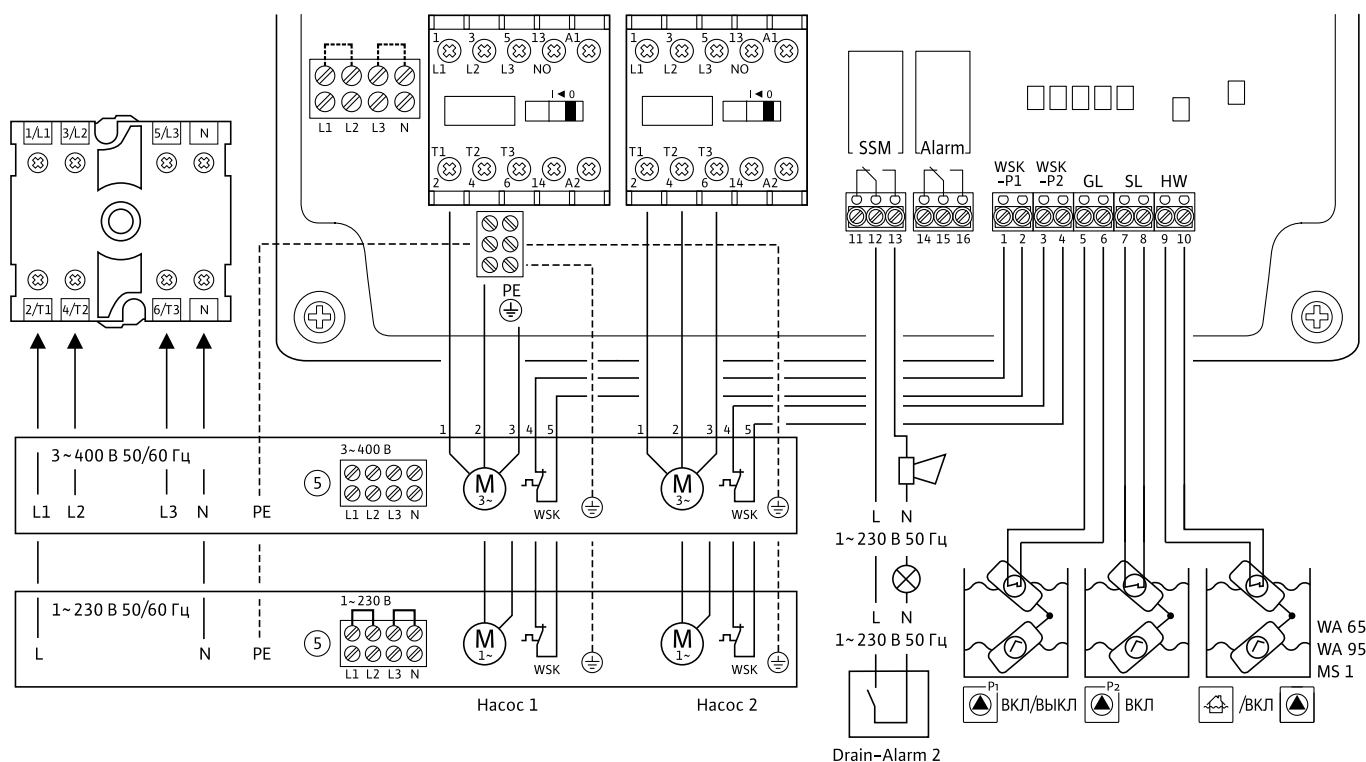 1 3 5 13 A1
L1 L2 L3 NO
I ◄ 0
T1 T2 T3
2 4 6 14 A2
1 3 5 13 A1
L1 L2 L3 NO
I ◄ 0
T1 T2 T3
2 4 6 14 A2
L1 L2 L3 N
1/L1 3/L2 5/L3 N
2/T1 4/T2 6/T3 N
SSM Alarm
WSK-P1 WSK-P2 GL SL HW
11 12 13 14 15 16 1 2 3 4 5 6 7 8 9 10
PE
1 2 3 4 5 1 2 3 4 5
3~400 В 50/60 Гц
L1 L2 L3 N PE
5
3~400 В
L1 L2 L3 N
M 3~
WSK
M 3~
WSK
L N
1~230 В 50 Гц
L N
1~230 В 50 Гц
Drain-Alarm 2
1~230 В 50/60 Гц
L N PE
5
1~230 В
L1 L2 L3 N
M 1~
WSK
M 1~
WSK
Насос 1 Насос 2
WA 65
WA 95
MS 1
P1 ВКЛ/ВЫКЛ
P2 ВКЛ
/ВКЛ